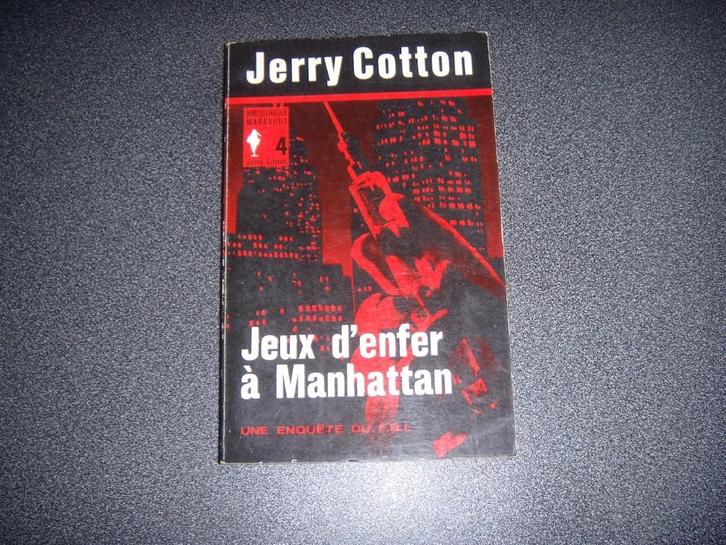 Jerry Cotton
BIBLIOTHEQUE
MARABOUT
4
Jerry Cotton
Jeux d'enfer
à Manhattan
UNE ENQUÊTE DU F.B.I.